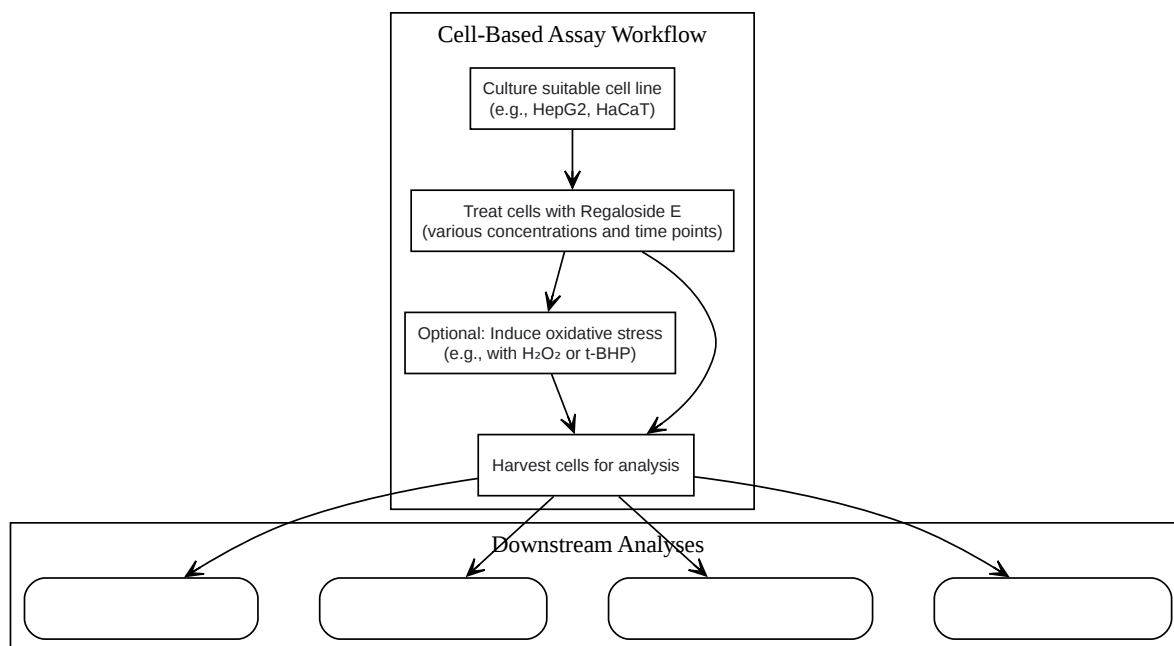 Cell-Based Assay Workflow
Culture suitable cell line
(e.g., HepG2, HaCaT)
Treat cells with Regaloside E
(various concentrations and time points)
Optional: Induce oxidative stress
(e.g., with H₂O₂ or t-BHP)
Harvest cells for analysis
Downstream Analyses